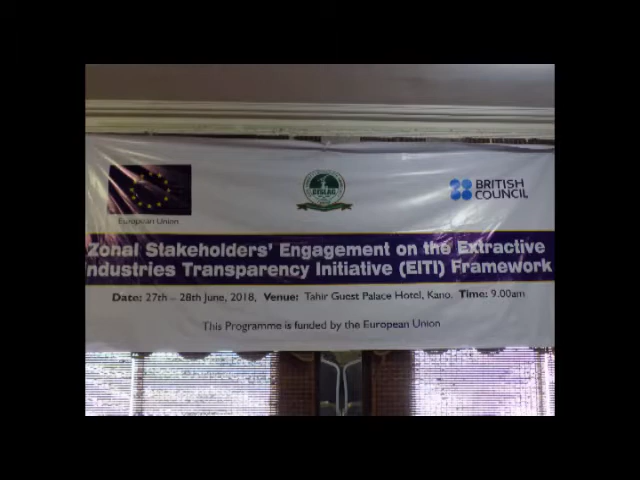 European Union
CISLAC
BRITISH
COUNCIL
Zonal Stakeholders' Engagement on the Extractive
Industries Transparency Initiative (EITI) Framework
Date: 27th – 28th June, 2018, Venue: Tahir Guest Palace Hotel, Kano. Time: 9.00am
This Programme is funded by the European Union